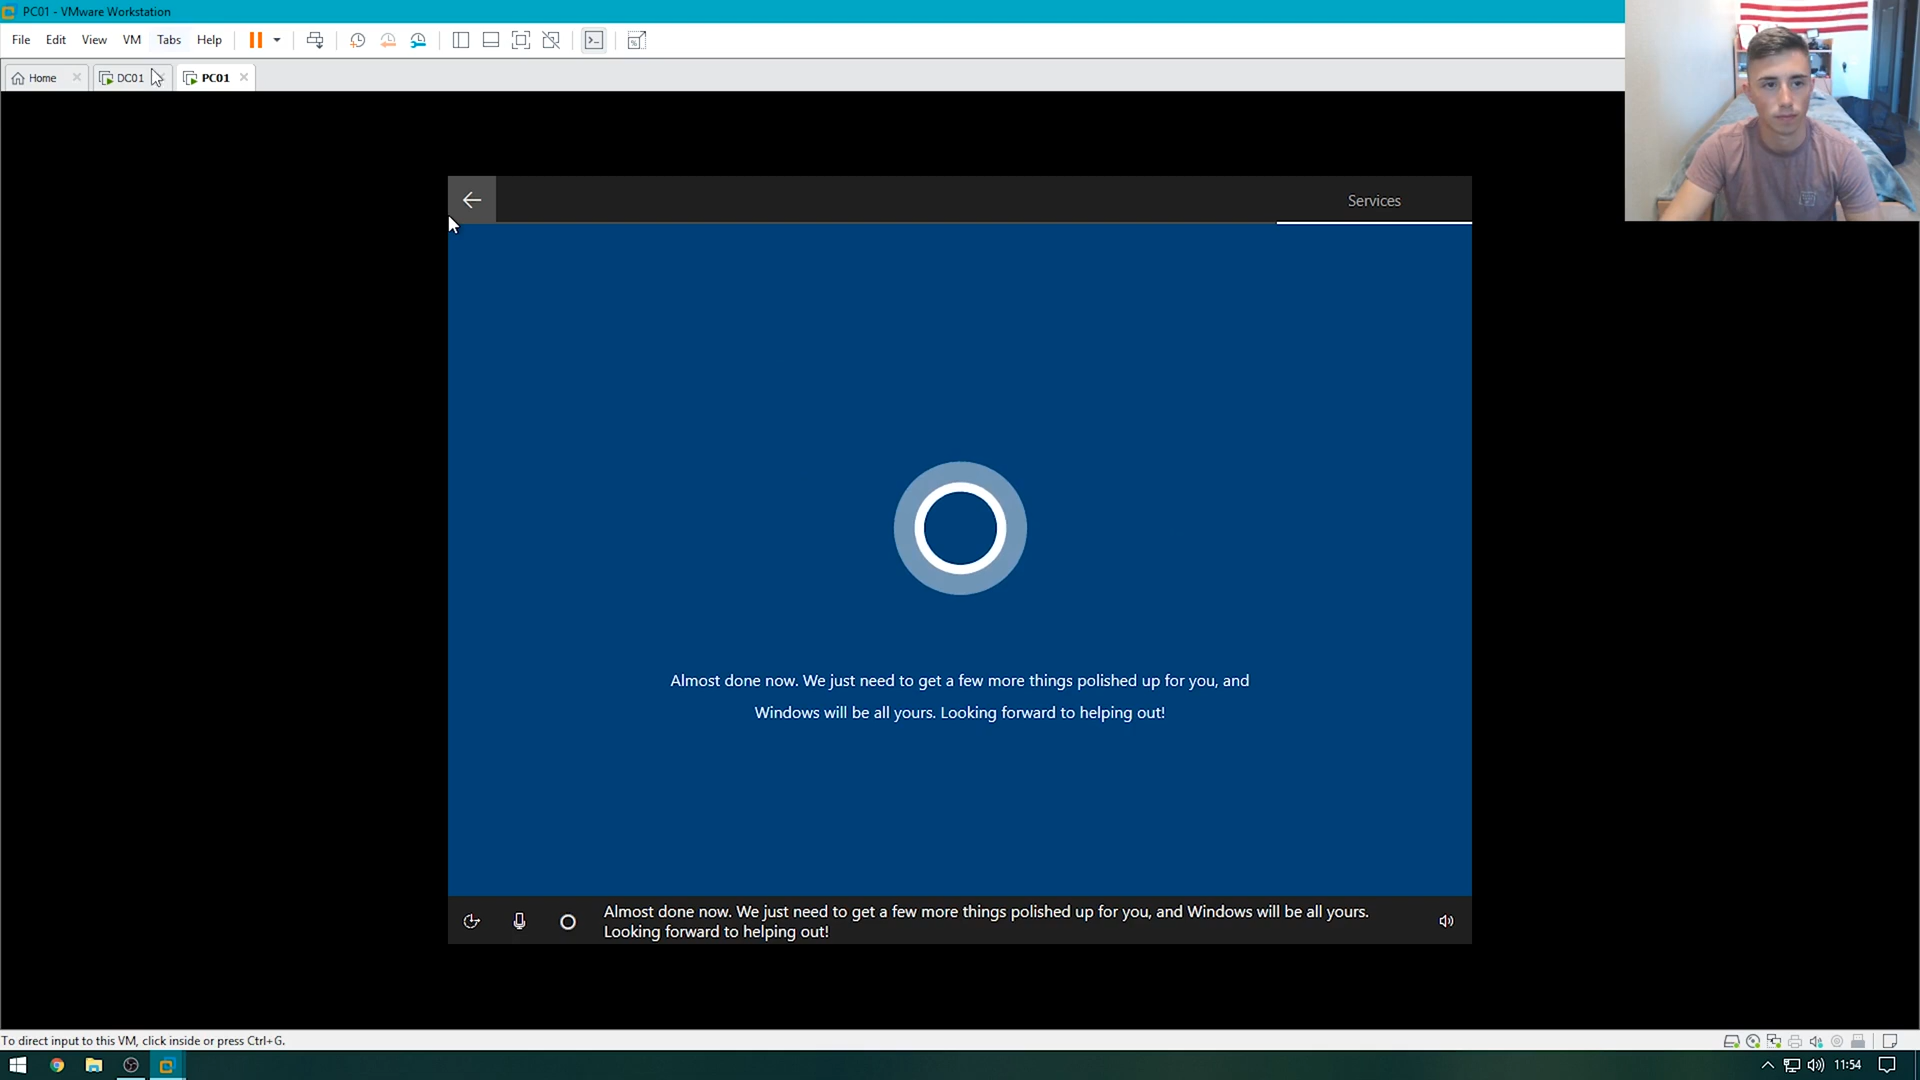 PC01 - VMware Workstation
File Edit View VM Tabs Help
Home DC01 PC01
Services
Almost done now. We just need to get a few more things polished up for you, and
Windows will be all yours. Looking forward to helping out!
Almost done now. We just need to get a few more things polished up for you, and Windows will be all yours.
Looking forward to helping out!
To direct input to this VM, click inside or press Ctrl+G.
11:54